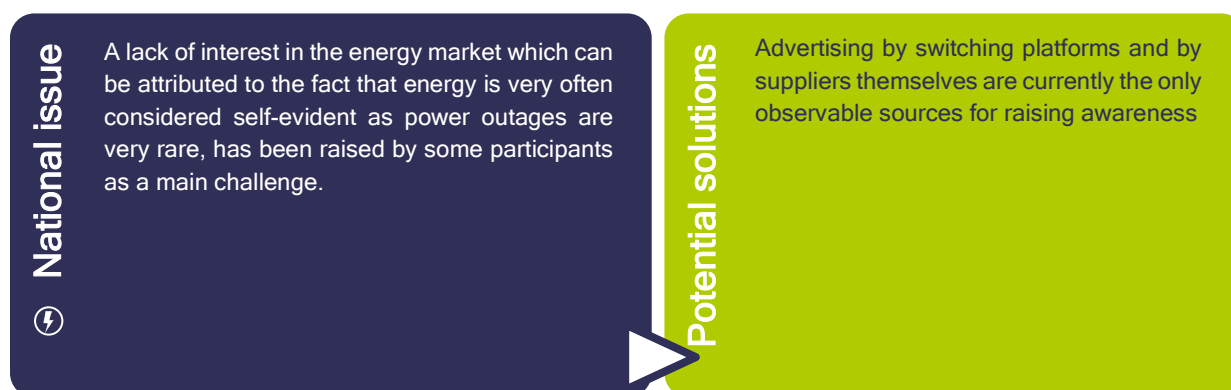 National issue
A lack of interest in the energy market which can
be attributed to the fact that energy is very often
considered self-evident as power outages are
very rare, has been raised by some participants
as a main challenge.
Potential solutions
Advertising by switching platforms and by
suppliers themselves are currently the only
observable sources for raising awareness